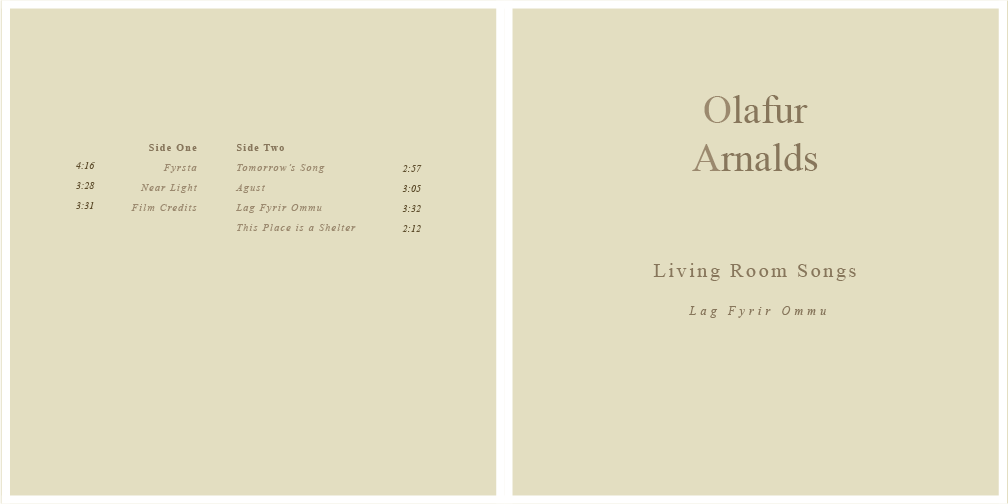 Side One
4:16 Fyrsta
3:28 Near Light
3:31 Film Credits
Side Two
Tomorrow's Song 2:57
Agust 3:05
Lag Fyrir Ommu 3:32
This Place is a Shelter 2:12
Olafur
Arnalds
Living Room Songs
Lag Fyrir Ommu